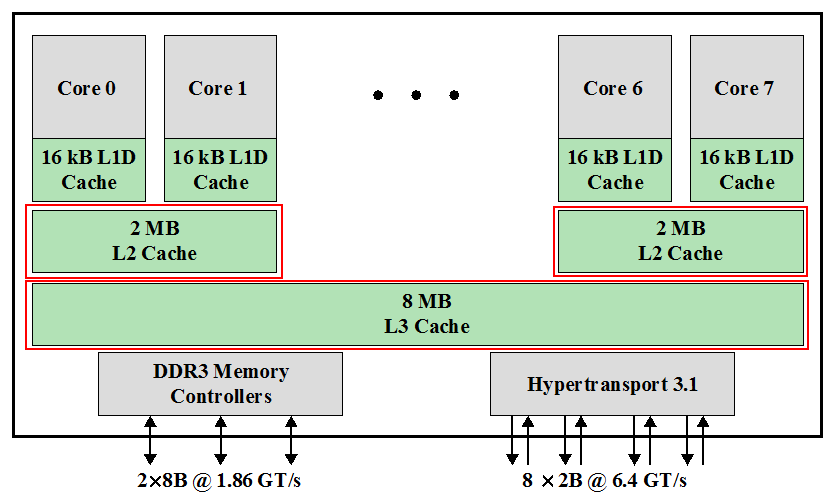 Core 0
Core 1
Core 6
Core 7
16 kB L1D
Cache
16 kB L1D
Cache
16 kB L1D
Cache
16 kB L1D
Cache
2 MB
L2 Cache
2 MB
L2 Cache
8 MB
L3 Cache
DDR3 Memory
Controllers
Hypertransport 3.1
2×8B @ 1.86 GT/s
8 ×2B @ 6.4 GT/s